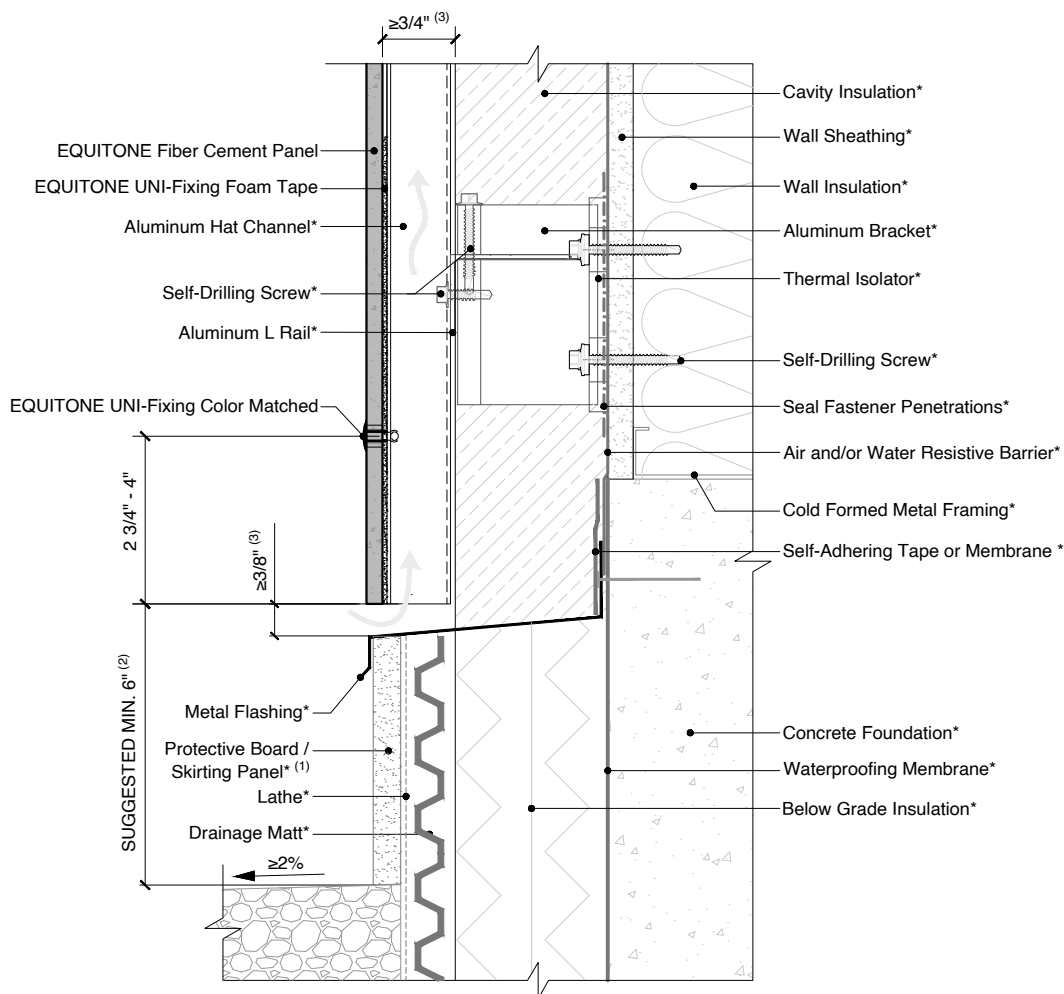 ≥3/4" (3)
EQUITONE Fiber Cement Panel
EQUITONE UNI-Fixing Foam Tape
Aluminum Hat Channel*
Self-Drilling Screw*
Aluminum L Rail*
EQUITONE UNI-Fixing Color Matched
2 3/4" - 4"
≥3/8" (3)
SUGGESTED MIN. 6" (2)
Metal Flashing*
Protective Board /
Skirting Panel* (1)
Lathe*
Drainage Matt*
≥2%
Cavity Insulation*
Wall Sheathing*
Wall Insulation*
Aluminum Bracket*
Thermal Isolator*
Self-Drilling Screw*
Seal Fastener Penetrations*
Air and/or Water Resistive Barrier*
Cold Formed Metal Framing*
Self-Adhering Tape or Membrane *
Concrete Foundation*
Waterproofing Membrane*
Below Grade Insulation*